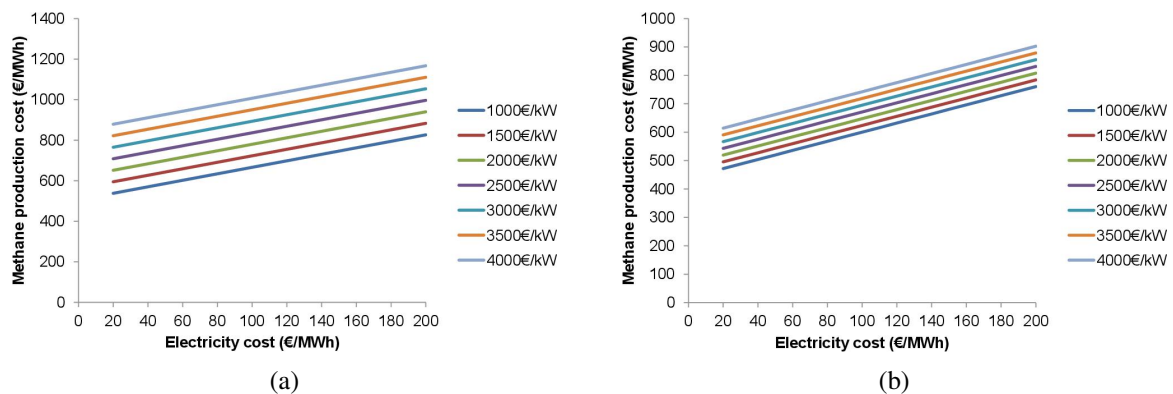 1400
1200
1000
800
600
400
200
0
Methane production cost (€/MWh)
0 20 40 60 80 100 120 140 160 180 200
Electricity cost (€/MWh)
1000€/kW
1500€/kW
2000€/kW
2500€/kW
3000€/kW
3500€/kW
4000€/kW
(a)
1000
900
800
700
600
500
400
300
200
100
0
Methane production cost (€/MWh)
0 20 40 60 80 100 120 140 160 180 200
Electricity cost (€/MWh)
1000€/kW
1500€/kW
2000€/kW
2500€/kW
3000€/kW
3500€/kW
4000€/kW
(b)